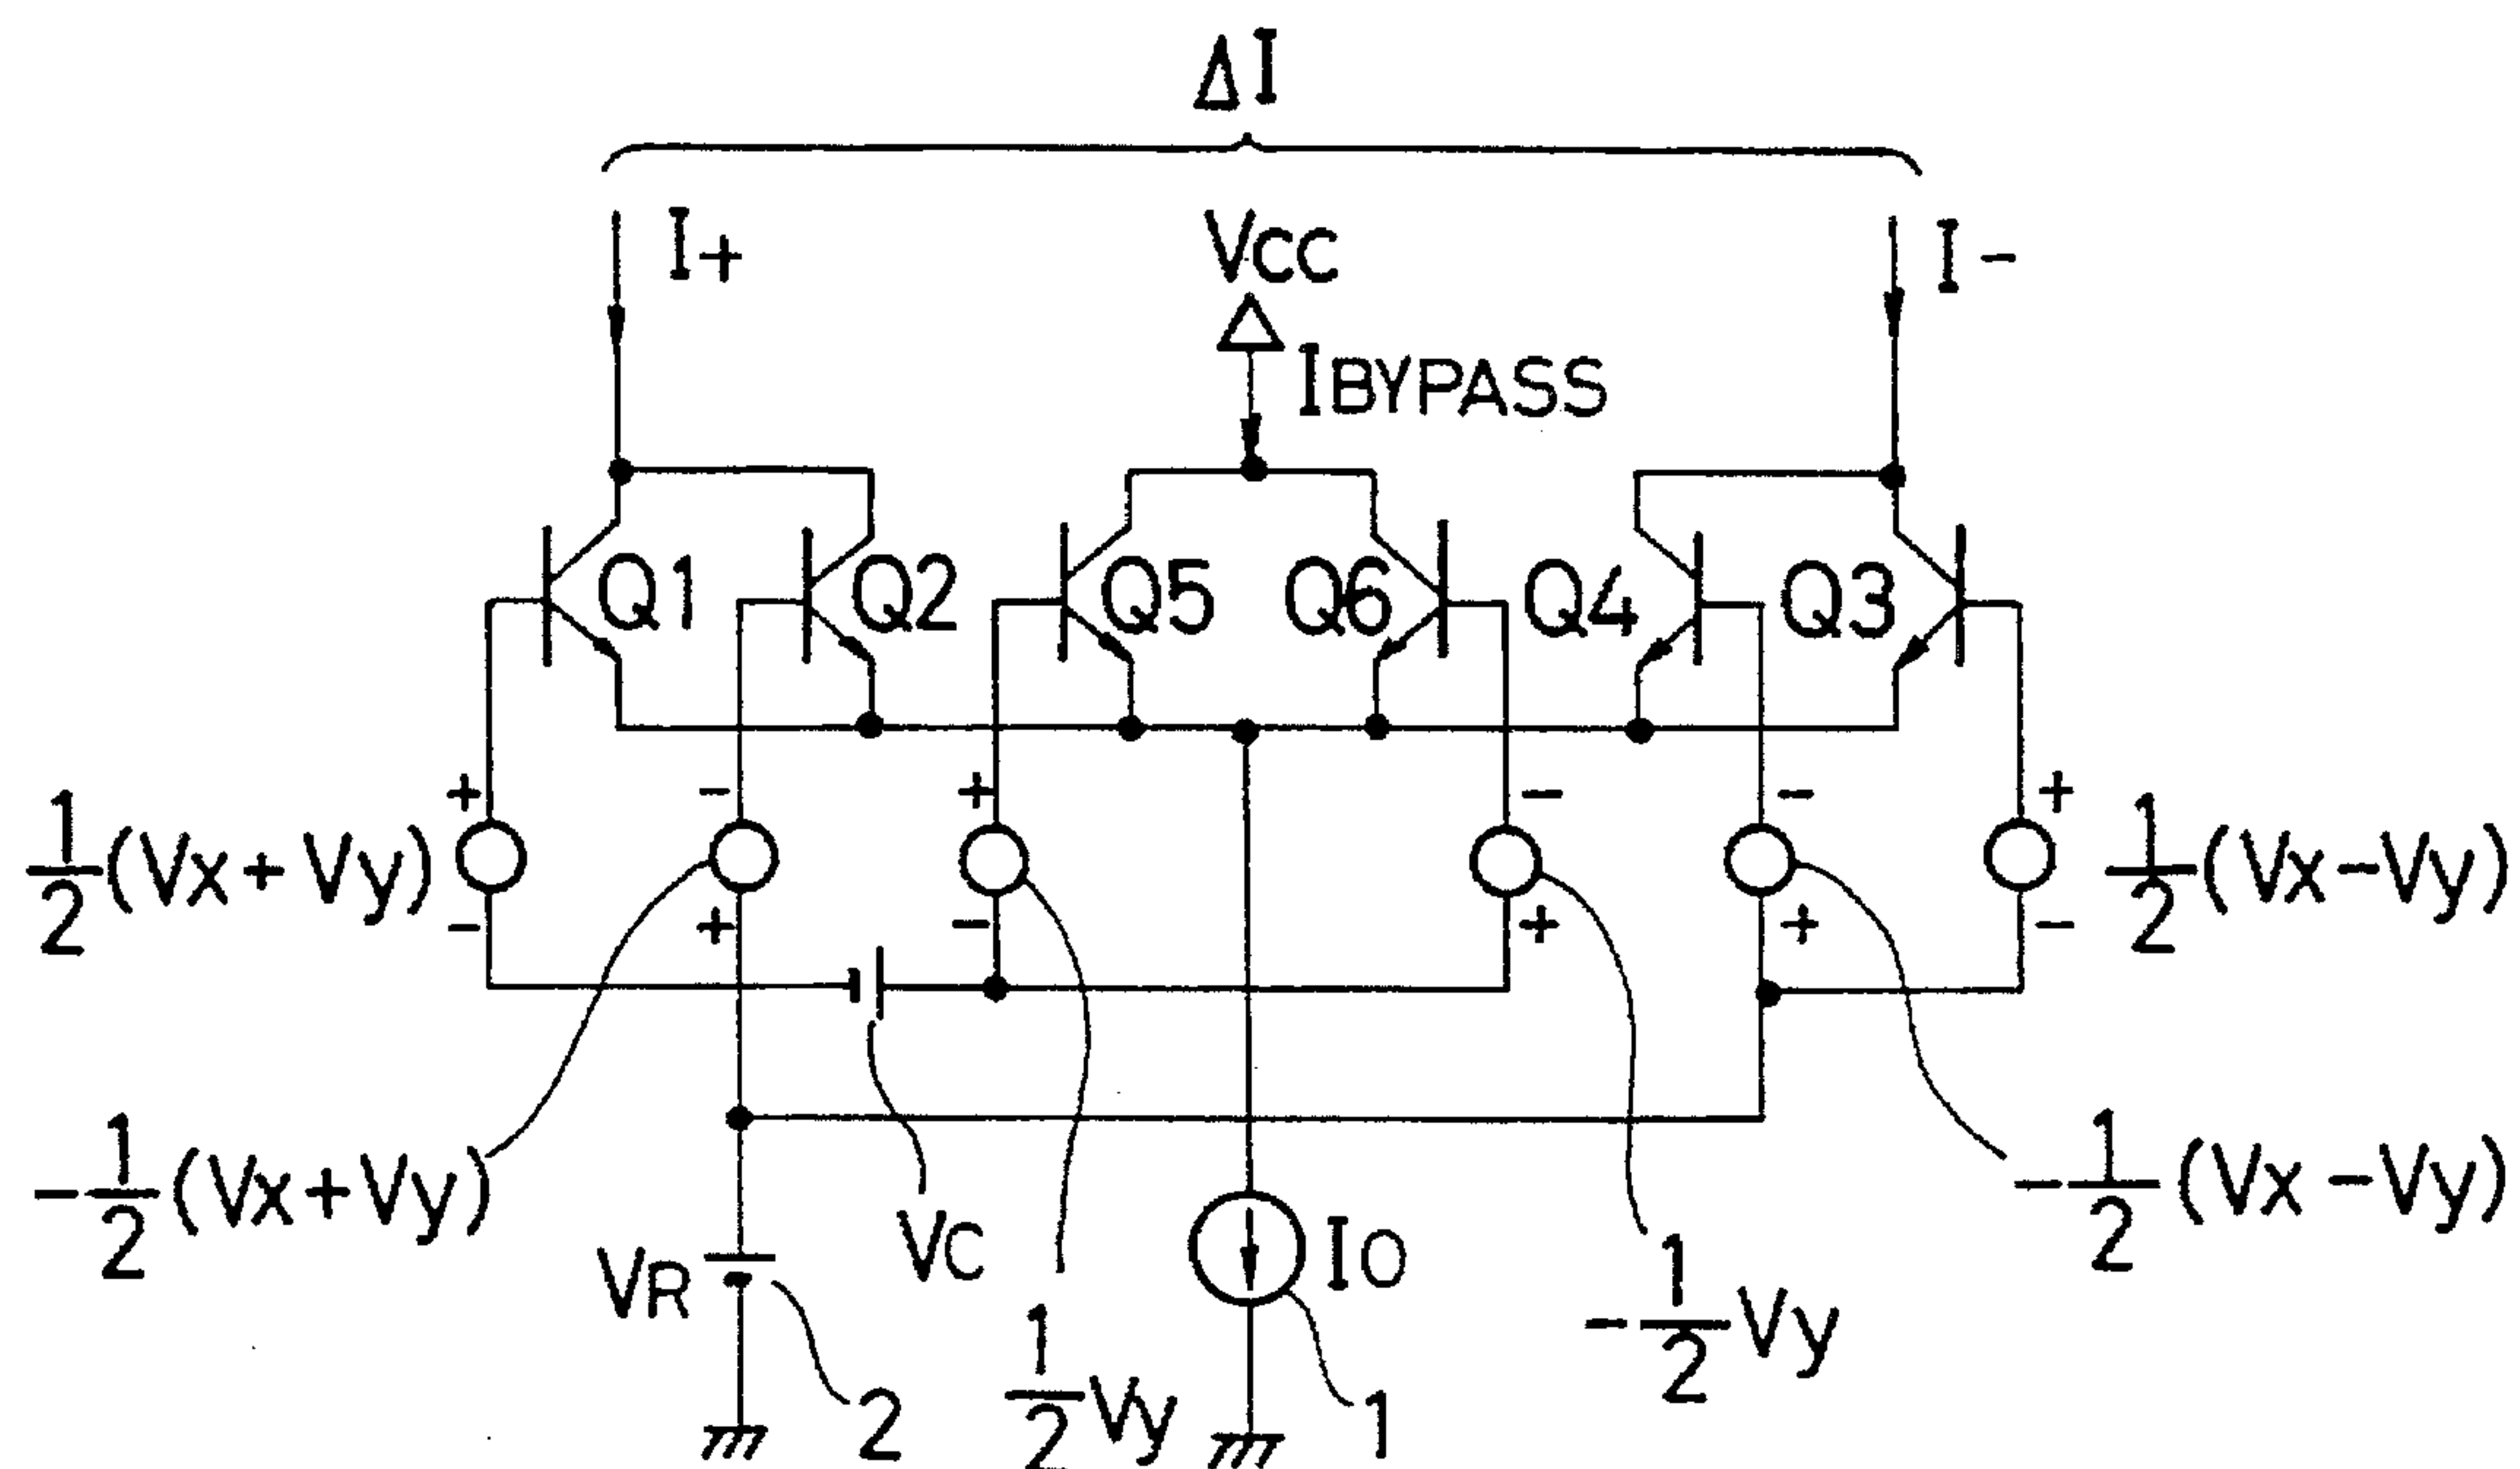 ΔI
I+
VCC
I-
IBYPASS
Q1
Q2
Q5
Q6
Q4
Q3
+
-
+
-
-
+
1/2(Vx+Vy)
1/2(Vx-Vy)
-
+
-
+
+
-
-1/2(Vx+Vy)
-1/2(Vx-Vy)
VC
VR
IO
-1/2Vy
1/2Vy
2
1